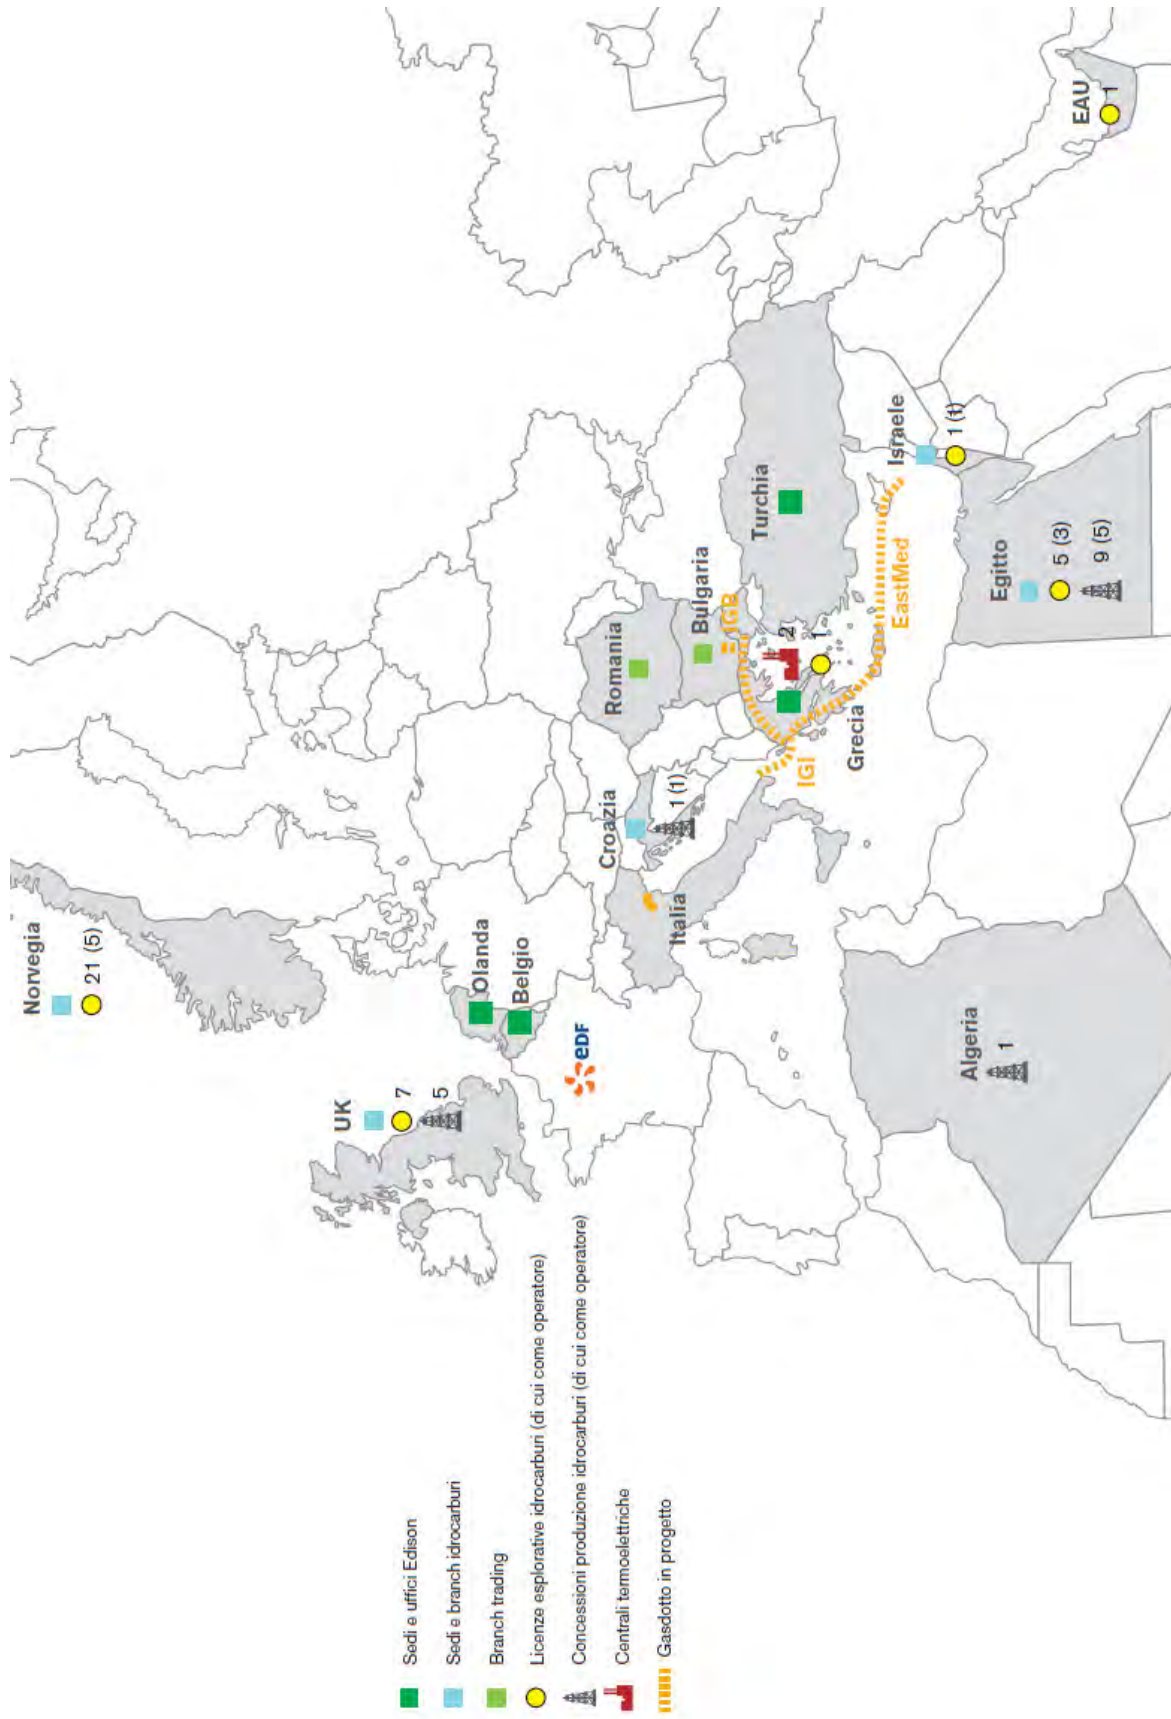 Norvegia
21 (5)
UK
7
5
Olanda
Belgio
eDF
Croazia
1 (1)
Italia
Romania
Bulgaria
IGB
Turchia
2
1
IGI
Grecia
EastMed
Israele
1 (1)
Egitto
5 (3)
9 (5)
EAU
1
Algeria
1
Sedi e uffici Edison
Sedi e branch idrocarburi
Branch trading
Licenze esplorative idrocarburi (di cui come operatore)
Concessioni produzione idrocarburi (di cui come operatore)
Centrali termoelettriche
Gasdotto in progetto